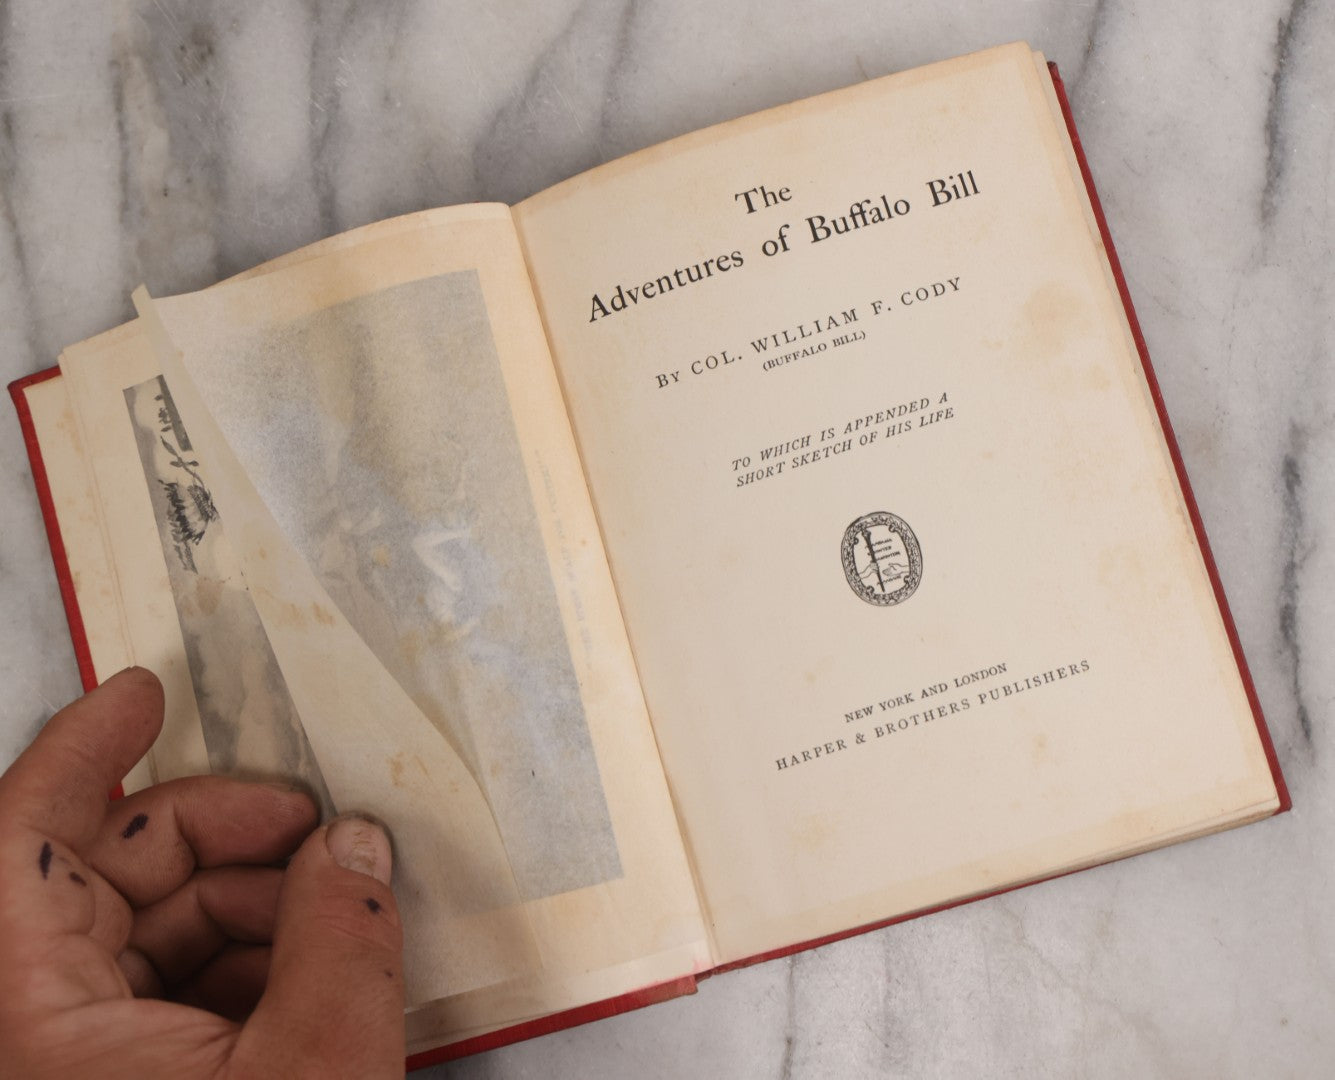 The
Adventures of Buffalo Bill
By COL. WILLIAM F. CODY
(BUFFALO BILL)
TO WHICH IS APPENDED A
SHORT SKETCH OF HIS LIFE
NEW YORK AND LONDON
HARPER & BROTHERS PUBLISHERS